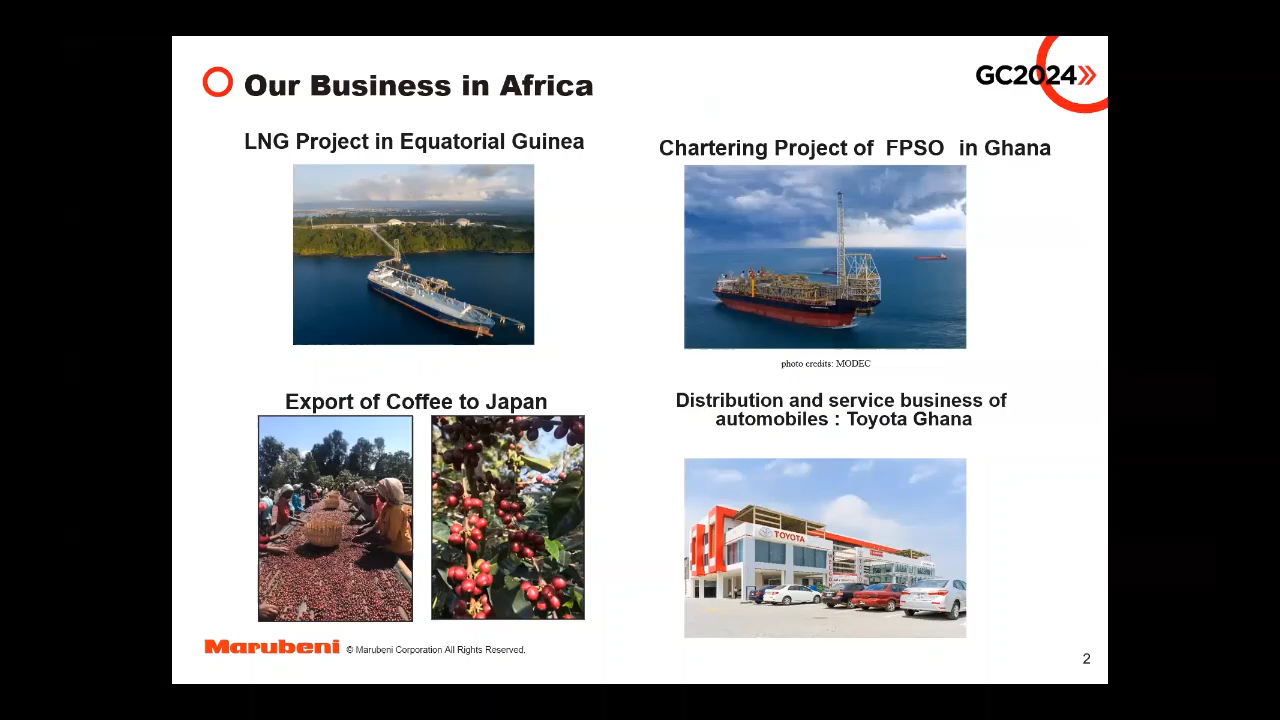 Our Business in Africa
GC2024
LNG Project in Equatorial Guinea
Chartering Project of FPSO in Ghana
photo credits: MODEC
Export of Coffee to Japan
Distribution and service business of
automobiles : Toyota Ghana
TOYOTA
Marubeni © Marubeni Corporation All Rights Reserved.
2